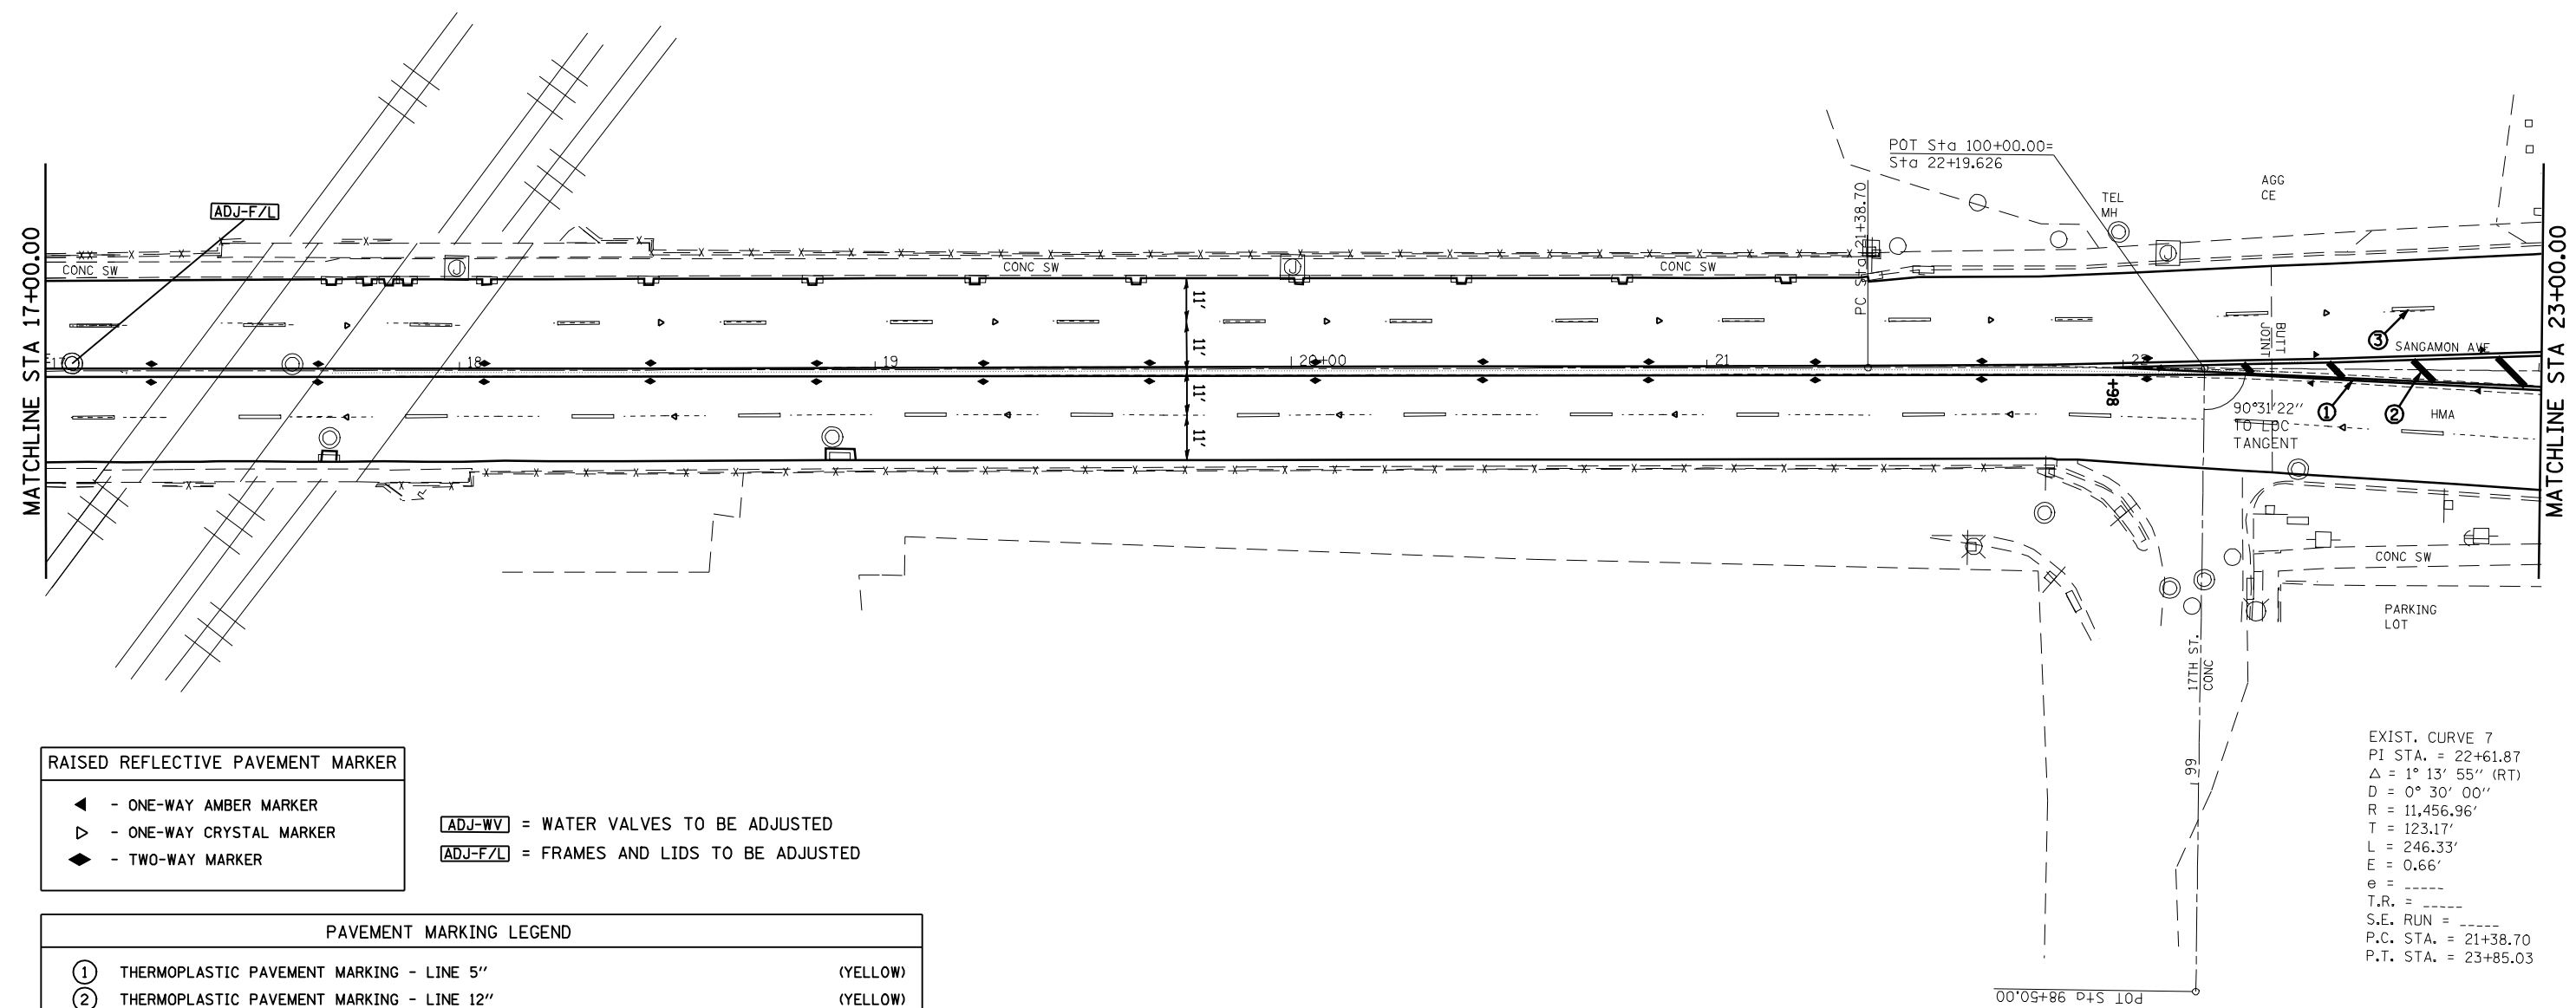 POT Sta 100+00.00=
Sta 22+19.626
AGG
CE
TEL
MH
PC Sta 21+38.70
ADJ-F/L
MATCHLINE STA 17+00.00
MATCHLINE STA 23+00.00
CONC SW
CONC SW
CONC SW
J
J
J
11'
11'
11'
11'
17
18
19
20+00
21
22
BUTT
JOINT
3
SANGAMON AVE
+98
90°31'22"
TO LOC
TANGENT
1
2
HMA
CONC SW
PARKING
LOT
17TH ST.
CONC
99
POT Sta 98+50.00
RAISED REFLECTIVE PAVEMENT MARKER
- ONE-WAY AMBER MARKER
- ONE-WAY CRYSTAL MARKER
- TWO-WAY MARKER
ADJ-WV = WATER VALVES TO BE ADJUSTED
ADJ-F/L = FRAMES AND LIDS TO BE ADJUSTED
PAVEMENT MARKING LEGEND
1 THERMOPLASTIC PAVEMENT MARKING - LINE 5" (YELLOW)
2 THERMOPLASTIC PAVEMENT MARKING - LINE 12" (YELLOW)
EXIST. CURVE 7
PI STA. = 22+61.87
Δ = 1° 13' 55" (RT)
D = 0° 30' 00"
R = 11,456.96'
T = 123.17'
L = 246.33'
E = 0.66'
e = _____
T.R. = _____
S.E. RUN = _____
P.C. STA. = 21+38.70
P.T. STA. = 23+85.03